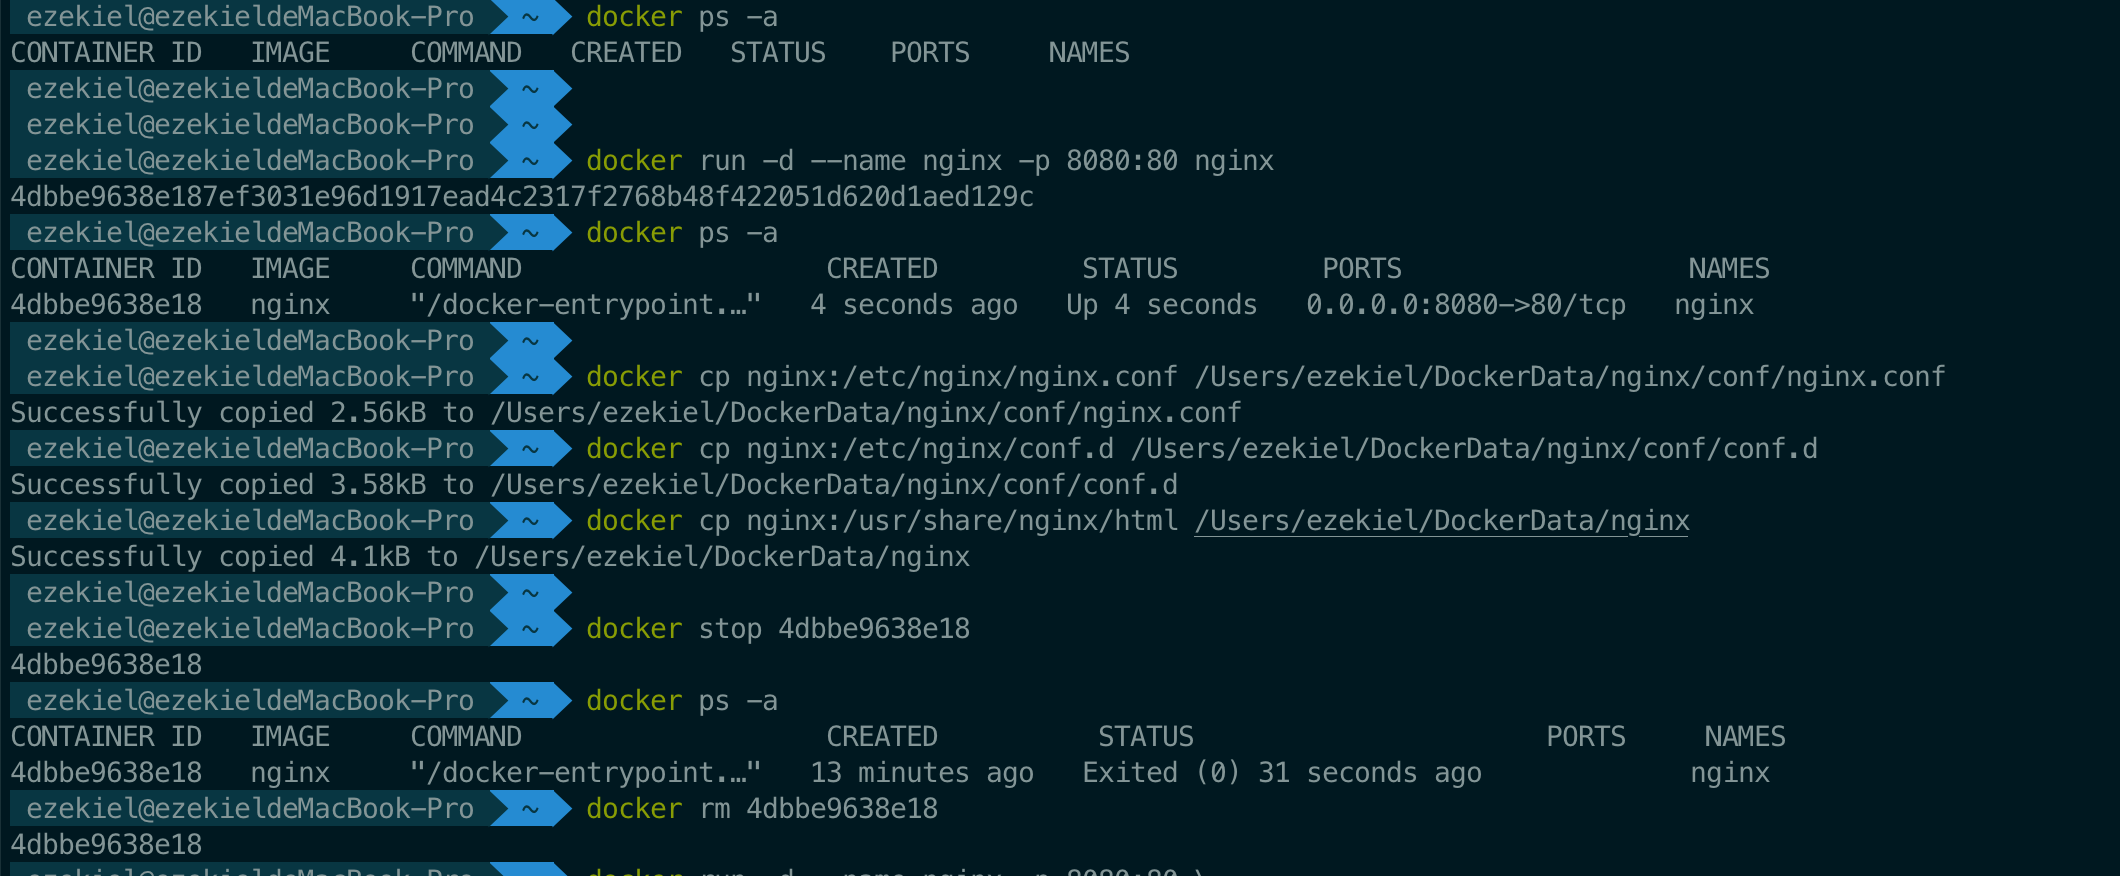 ezekiel@ezekieldeMacBook-Pro ~ docker ps -a
CONTAINER ID IMAGE COMMAND CREATED STATUS PORTS NAMES
ezekiel@ezekieldeMacBook-Pro ~
ezekiel@ezekieldeMacBook-Pro ~
ezekiel@ezekieldeMacBook-Pro ~ docker run -d --name nginx -p 8080:80 nginx
4dbbe9638e187ef3031e96d1917ead4c2317f2768b48f422051d620d1aed129c
ezekiel@ezekieldeMacBook-Pro ~ docker ps -a
CONTAINER ID IMAGE COMMAND CREATED STATUS PORTS NAMES
4dbbe9638e18 nginx "/docker-entrypoint.…" 4 seconds ago Up 4 seconds 0.0.0.0:8080->80/tcp nginx
ezekiel@ezekieldeMacBook-Pro ~
ezekiel@ezekieldeMacBook-Pro ~ docker cp nginx:/etc/nginx/nginx.conf /Users/ezekiel/DockerData/nginx/conf/nginx.conf
Successfully copied 2.56kB to /Users/ezekiel/DockerData/nginx/conf/nginx.conf
ezekiel@ezekieldeMacBook-Pro ~ docker cp nginx:/etc/nginx/conf.d /Users/ezekiel/DockerData/nginx/conf/conf.d
Successfully copied 3.58kB to /Users/ezekiel/DockerData/nginx/conf/conf.d
ezekiel@ezekieldeMacBook-Pro ~ docker cp nginx:/usr/share/nginx/html /Users/ezekiel/DockerData/nginx
Successfully copied 4.1kB to /Users/ezekiel/DockerData/nginx
ezekiel@ezekieldeMacBook-Pro ~
ezekiel@ezekieldeMacBook-Pro ~ docker stop 4dbbe9638e18
4dbbe9638e18
ezekiel@ezekieldeMacBook-Pro ~ docker ps -a
CONTAINER ID IMAGE COMMAND CREATED STATUS PORTS NAMES
4dbbe9638e18 nginx "/docker-entrypoint.…" 13 minutes ago Exited (0) 31 seconds ago nginx
ezekiel@ezekieldeMacBook-Pro ~ docker rm 4dbbe9638e18
4dbbe9638e18
ezekiel@ezekieldeMacBook-Pro ~ docker run -d --name nginx -p 8080:80 \